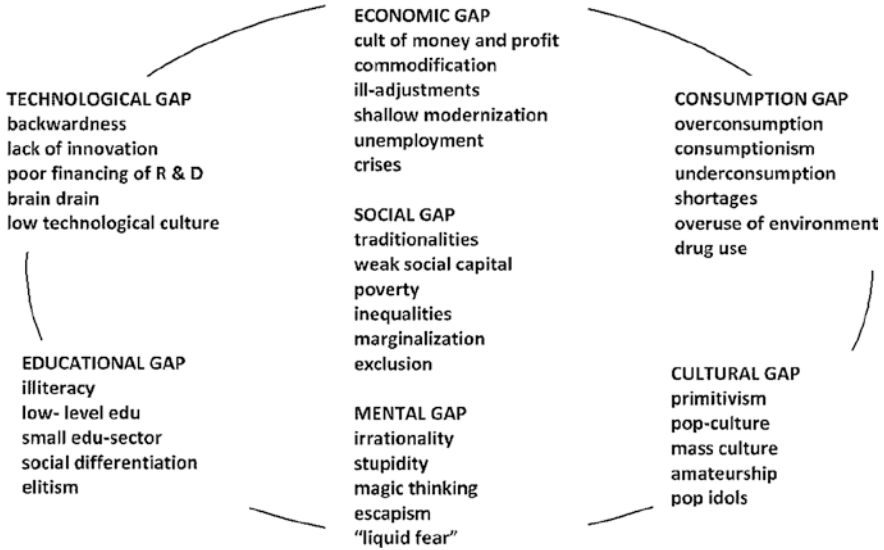 ECONOMIC GAP
cult of money and profit
commodification
ill-adjustments
shallow modernization
unemployment
crises
TECHNOLOGICAL GAP
backwardness
lack of innovation
poor financing of R & D
brain drain
low technological culture
CONSUMPTION GAP
overconsumption
consumptionism
underconsumption
shortages
overuse of environment
drug use
SOCIAL GAP
traditionalities
weak social capital
poverty
inequalities
marginalization
exclusion
EDUCATIONAL GAP
illiteracy
low- level edu
small edu-sector
social differentiation
elitism
MENTAL GAP
irrationality
stupidity
magic thinking
escapism
“liquid fear”
CULTURAL GAP
primitivism
pop-culture
mass culture
amateurship
pop idols